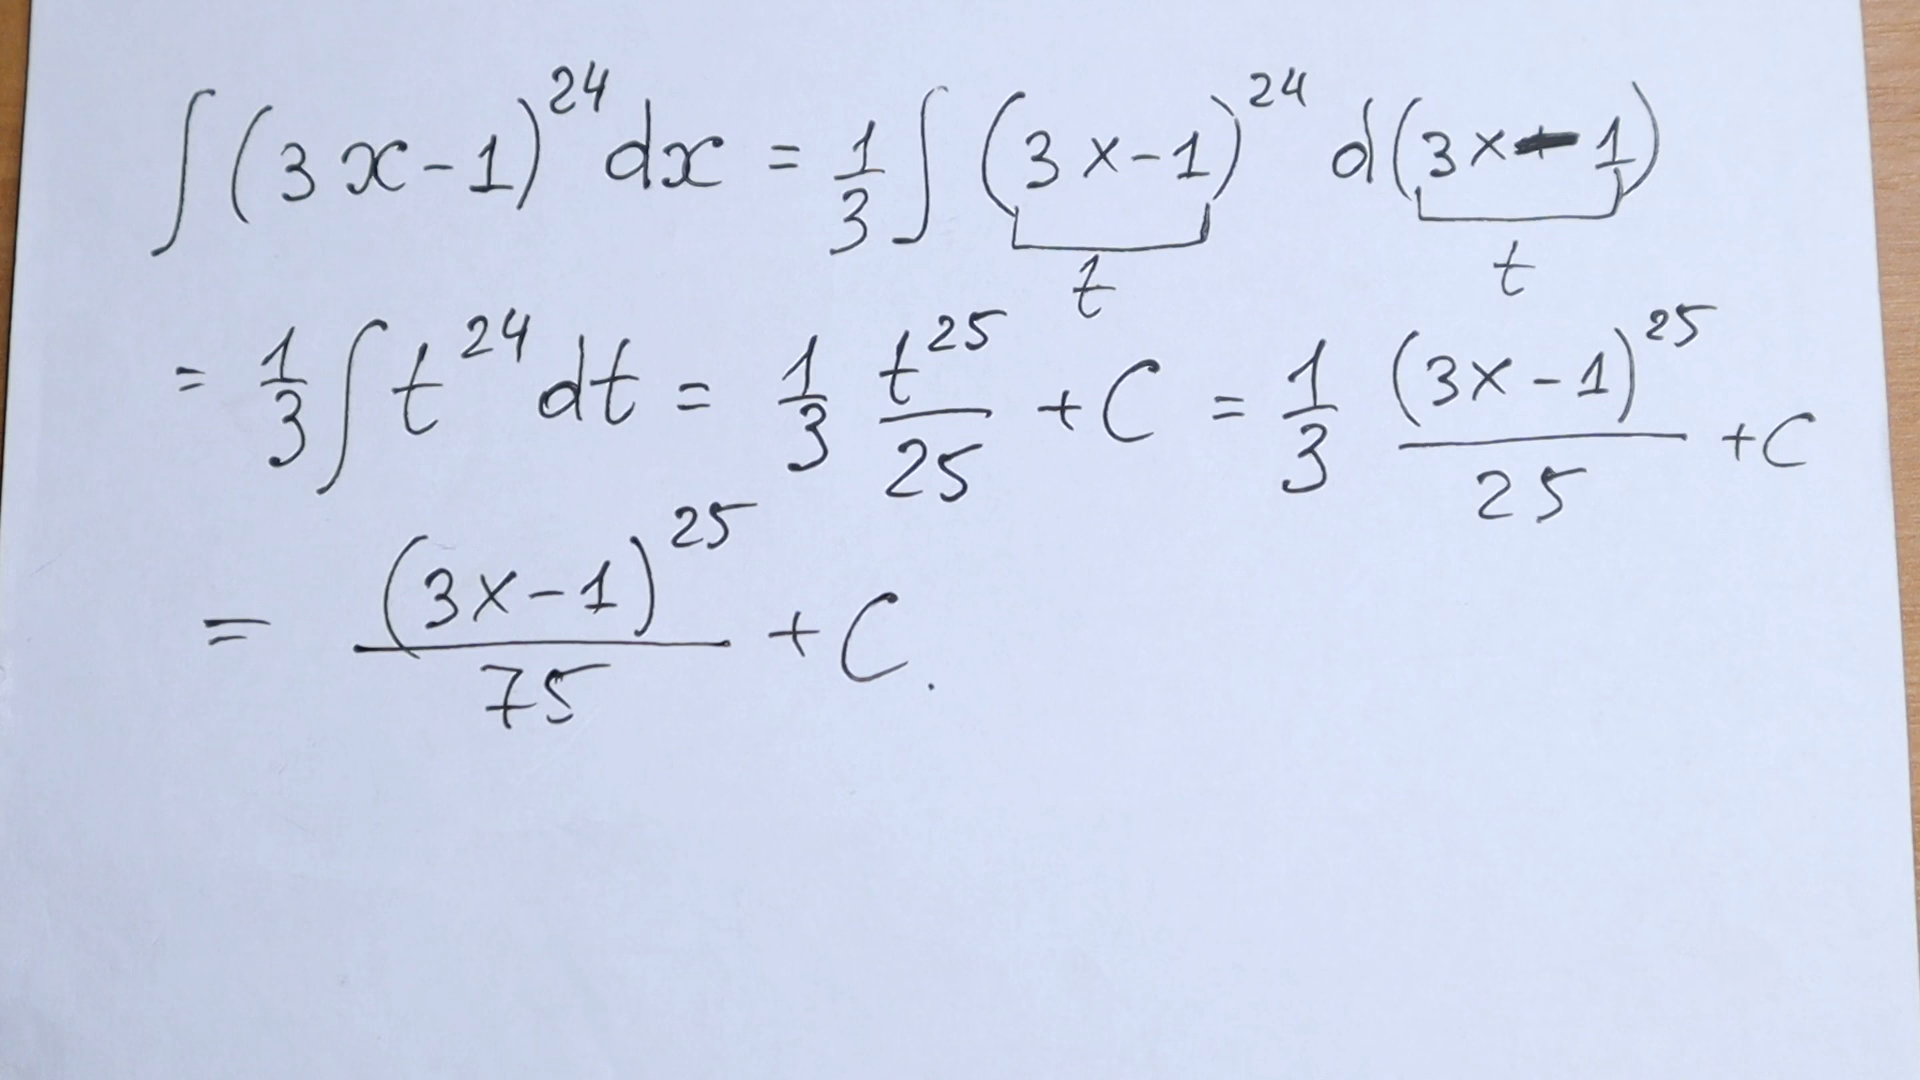 ∫(3x-1)^24 dx = 1/3 ∫(3x-1)^24 d(3x-1)
t t
= 1/3 ∫t^24 dt = 1/3 t^25/25 + C = 1/3 (3x-1)^25/25 + C
= (3x-1)^25/75 + C.